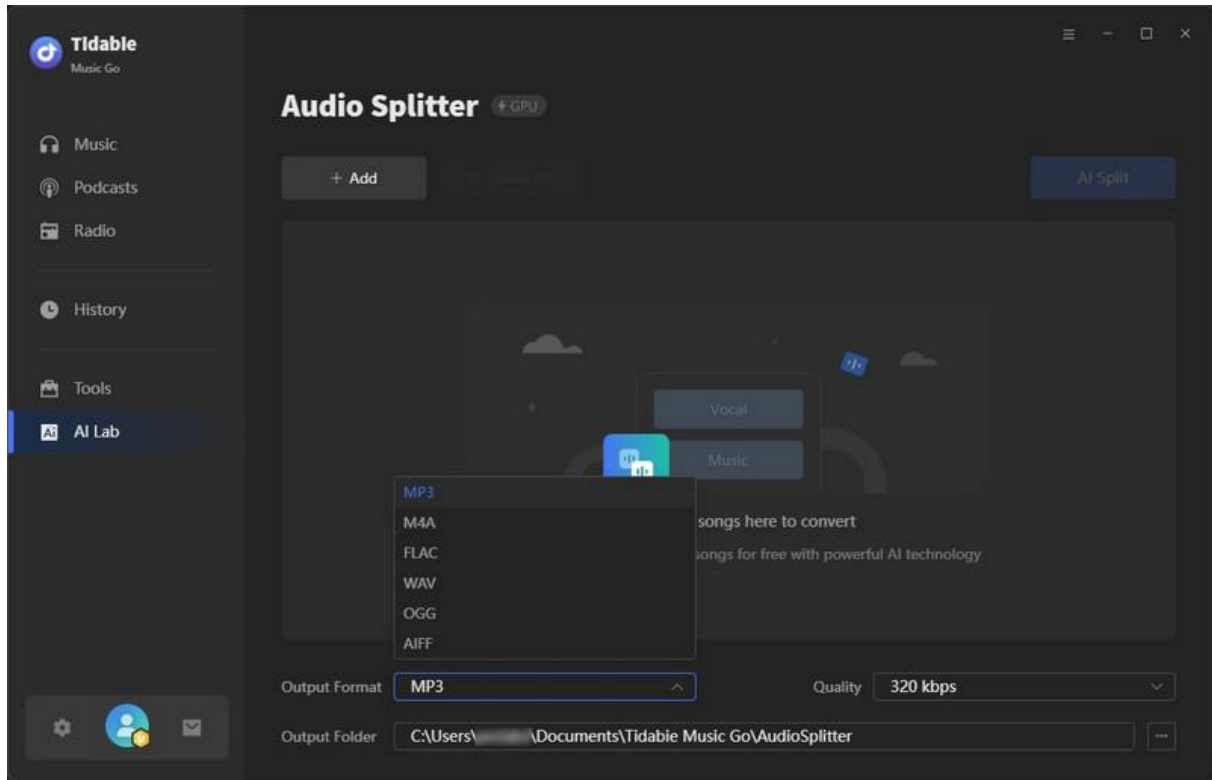 Tidable
Music Go
Audio Splitter
GPU
Music
Podcasts
Radio
History
Tools
Ai
AI Lab
+ Add
AI Split
Vocal
Music
MP3
M4A
FLAC
WAV
OGG
AIFF
songs here to convert
songs for free with powerful AI technology
Output Format MP3
Quality 320 kbps
Output Folder C:\Users\ \Documents\Tidabie Music Go\AudioSplitter